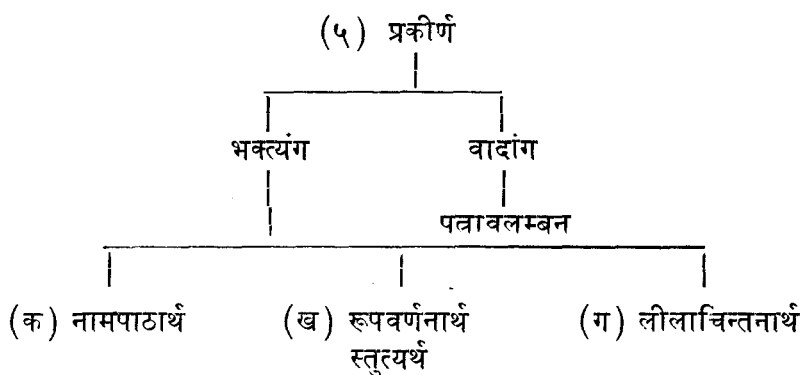 (५) प्रकीर्ण
भक्त्यंग वादांग
पत्रावलम्बन
(क) नामपाठार्थ (ख) रूपवर्णनार्थ (ग) लीलाचिन्तनार्थ
स्तुत्यर्थ